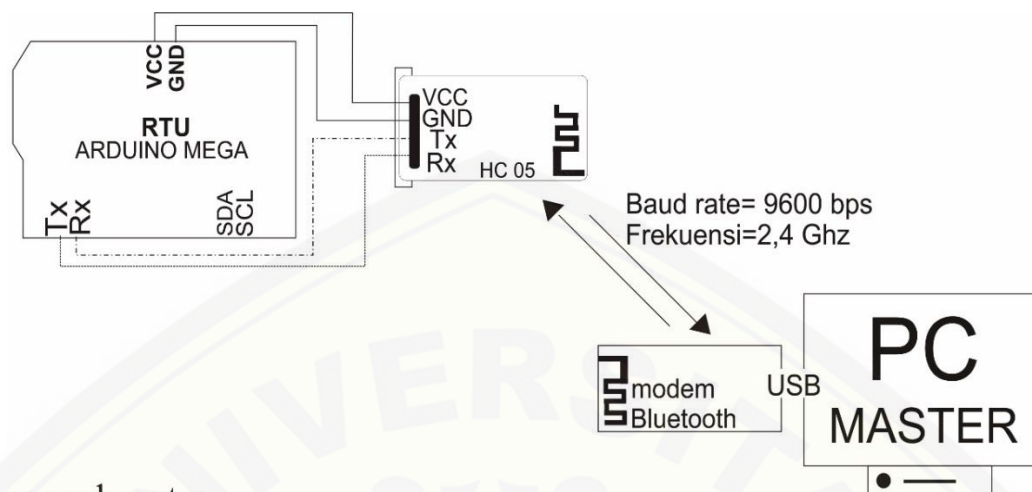 VCC
GND
RTU
ARDUINO MEGA
Tx
Rx
SDA
SCL
VCC
GND
Tx
Rx
HC 05
Baud rate= 9600 bps
Frekuensi=2,4 Ghz
modem
Bluetooth
USB
PC
MASTER
UNIVERSIT